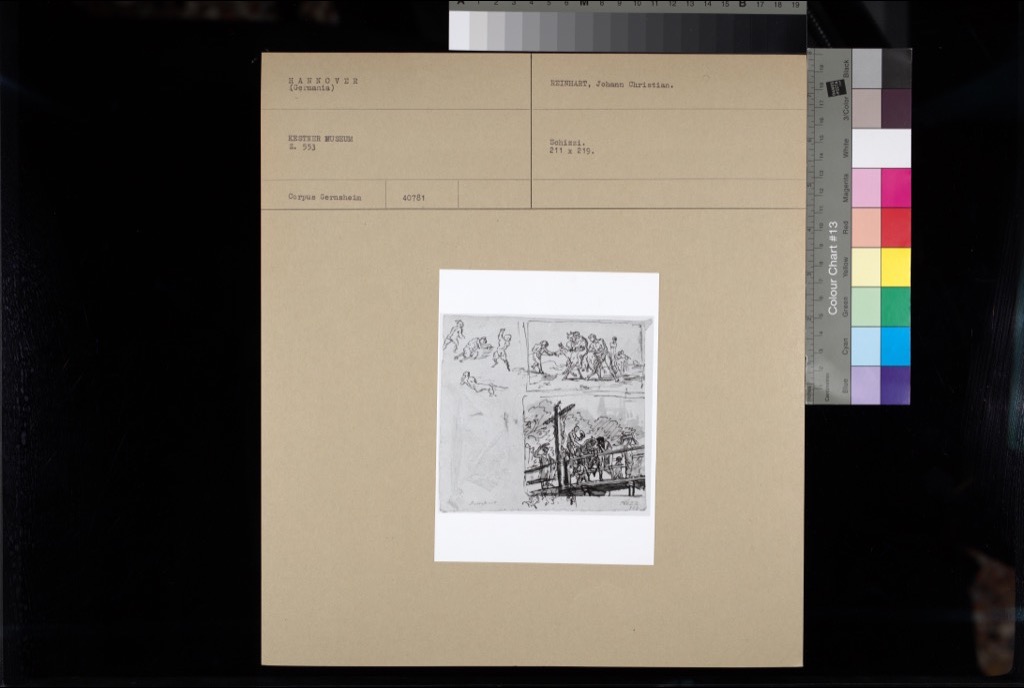 A 1 2 3 4 5 6 M 8 9 10 11 12 13 14 15 B 17 18 19
HANNOVER
(Germania)
REINHART, Johann Christian.
KESTNER MUSEUM
Z. 553
Schizzi.
211 x 219.
Corpus Gernsheim
40781
Colour Chart #13
Black
3/Color
White
Magenta
Red
Yellow
Green
Cyan
Blue